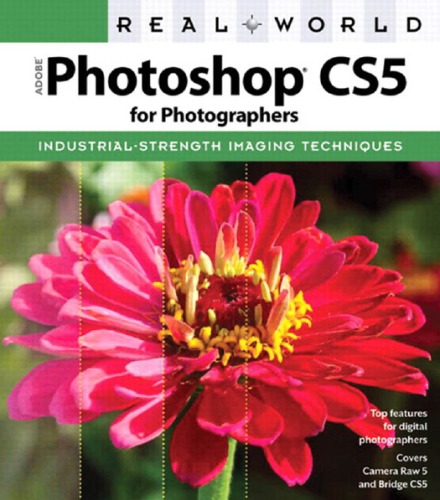 REAL WORLD
ADOBE® Photoshop® CS5
for Photographers
INDUSTRIAL-STRENGTH IMAGING TECHNIQUES
Top features
for digital
photographers
Covers
Camera Raw 5
and Bridge CS5